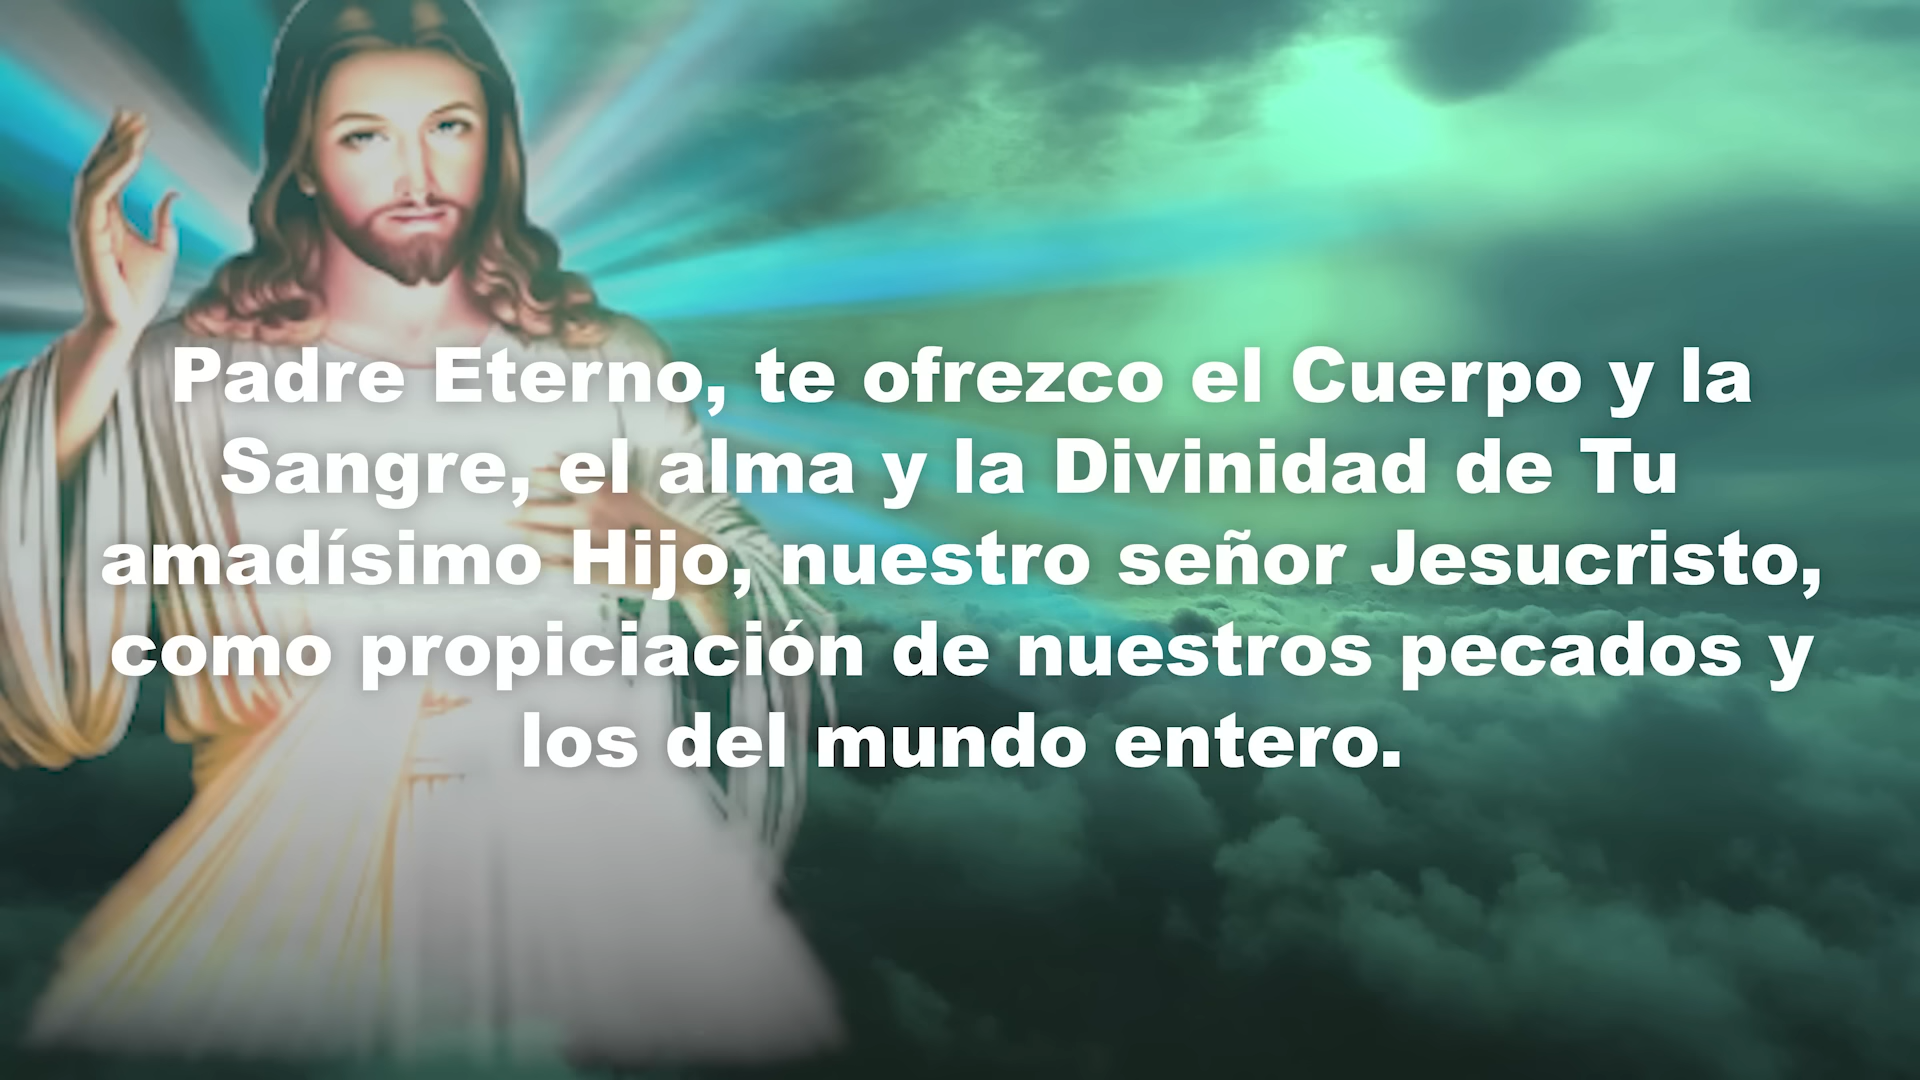 Padre Eterno, te ofrezco el Cuerpo y la
Sangre, el alma y la Divinidad de Tu
amadísimo Hijo, nuestro señor Jesucristo,
como propiciación de nuestros pecados y
los del mundo entero.